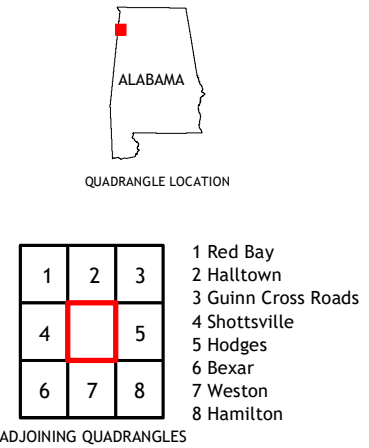 ALABAMA
QUADRANGLE LOCATION
1 2 3
4 5
6 7 8
1 Red Bay
2 Halltown
3 Guinn Cross Roads
4 Shottsville
5 Hodges
6 Bexar
7 Weston
8 Hamilton
ADJOINING QUADRANGLES